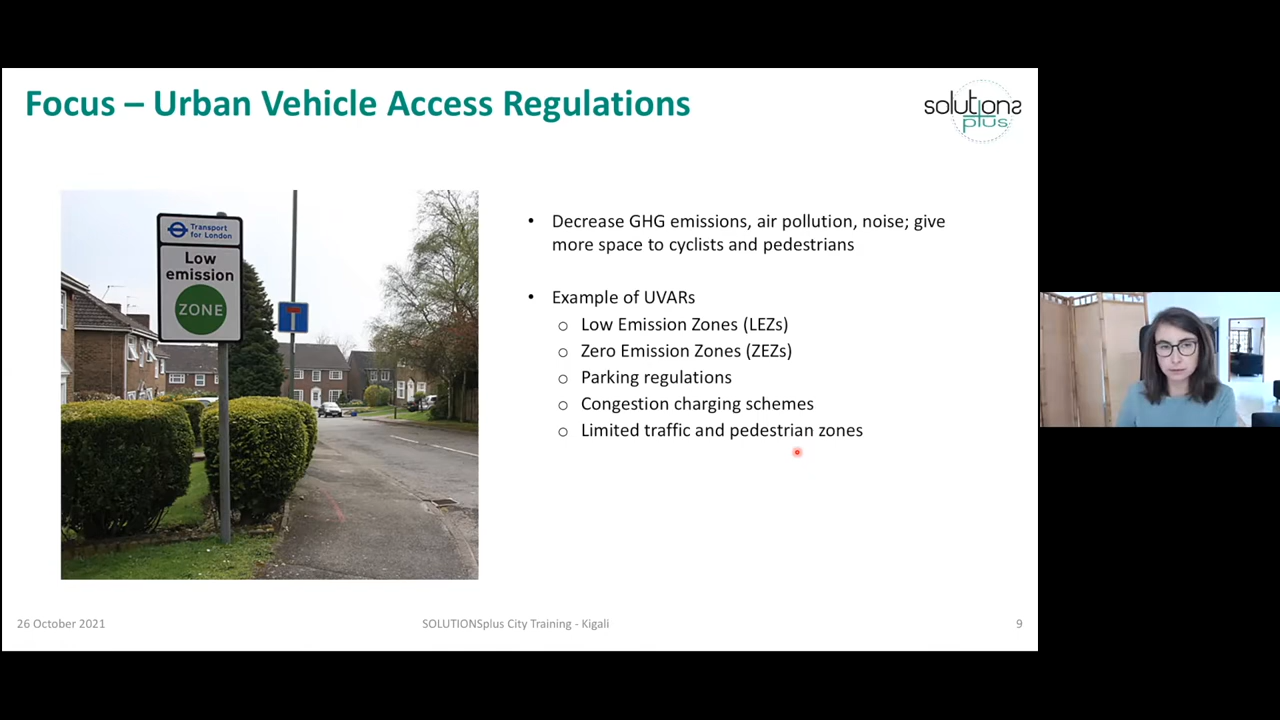 Focus – Urban Vehicle Access Regulations
solutions
plus
Transport
for London
Low
emission
ZONE
• Decrease GHG emissions, air pollution, noise; give
more space to cyclists and pedestrians
• Example of UVARs
o Low Emission Zones (LEZs)
o Zero Emission Zones (ZEZs)
o Parking regulations
o Congestion charging schemes
o Limited traffic and pedestrian zones
26 October 2021
SOLUTIONSplus City Training - Kigali
9